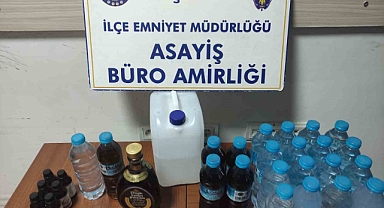 İLÇE EMNİYET MÜDÜRLÜĞÜ
ASAYİŞ
BÜRO AMİRLİĞİ